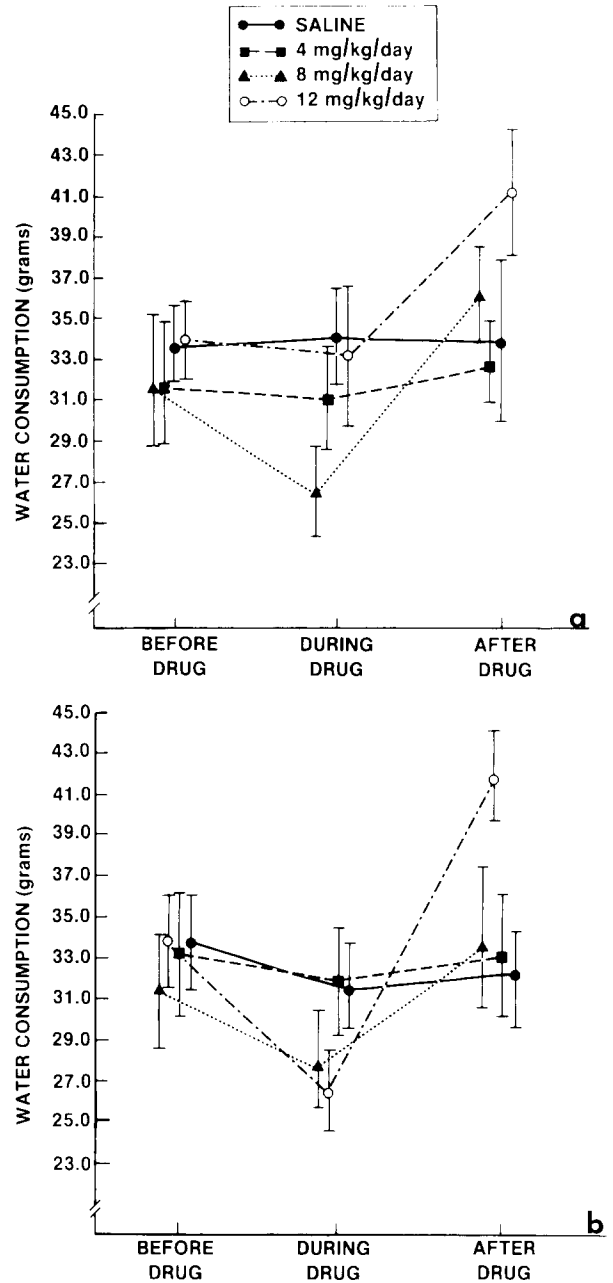 SALINE
4 mg/kg/day
8 mg/kg/day
12 mg/kg/day
45.0
43.0
41.0
39.0
37.0
35.0
33.0
31.0
29.0
27.0
25.0
23.0
WATER CONSUMPTION (grams)
a
BEFORE DRUG
DURING DRUG
AFTER DRUG
45.0
43.0
41.0
37.0
35.0
33.0
31.0
29.0
27.0
25.0
23.0
WATER CONSUMPTION (grams)
b
BEFORE DRUG
DURING DRUG
AFTER DRUG